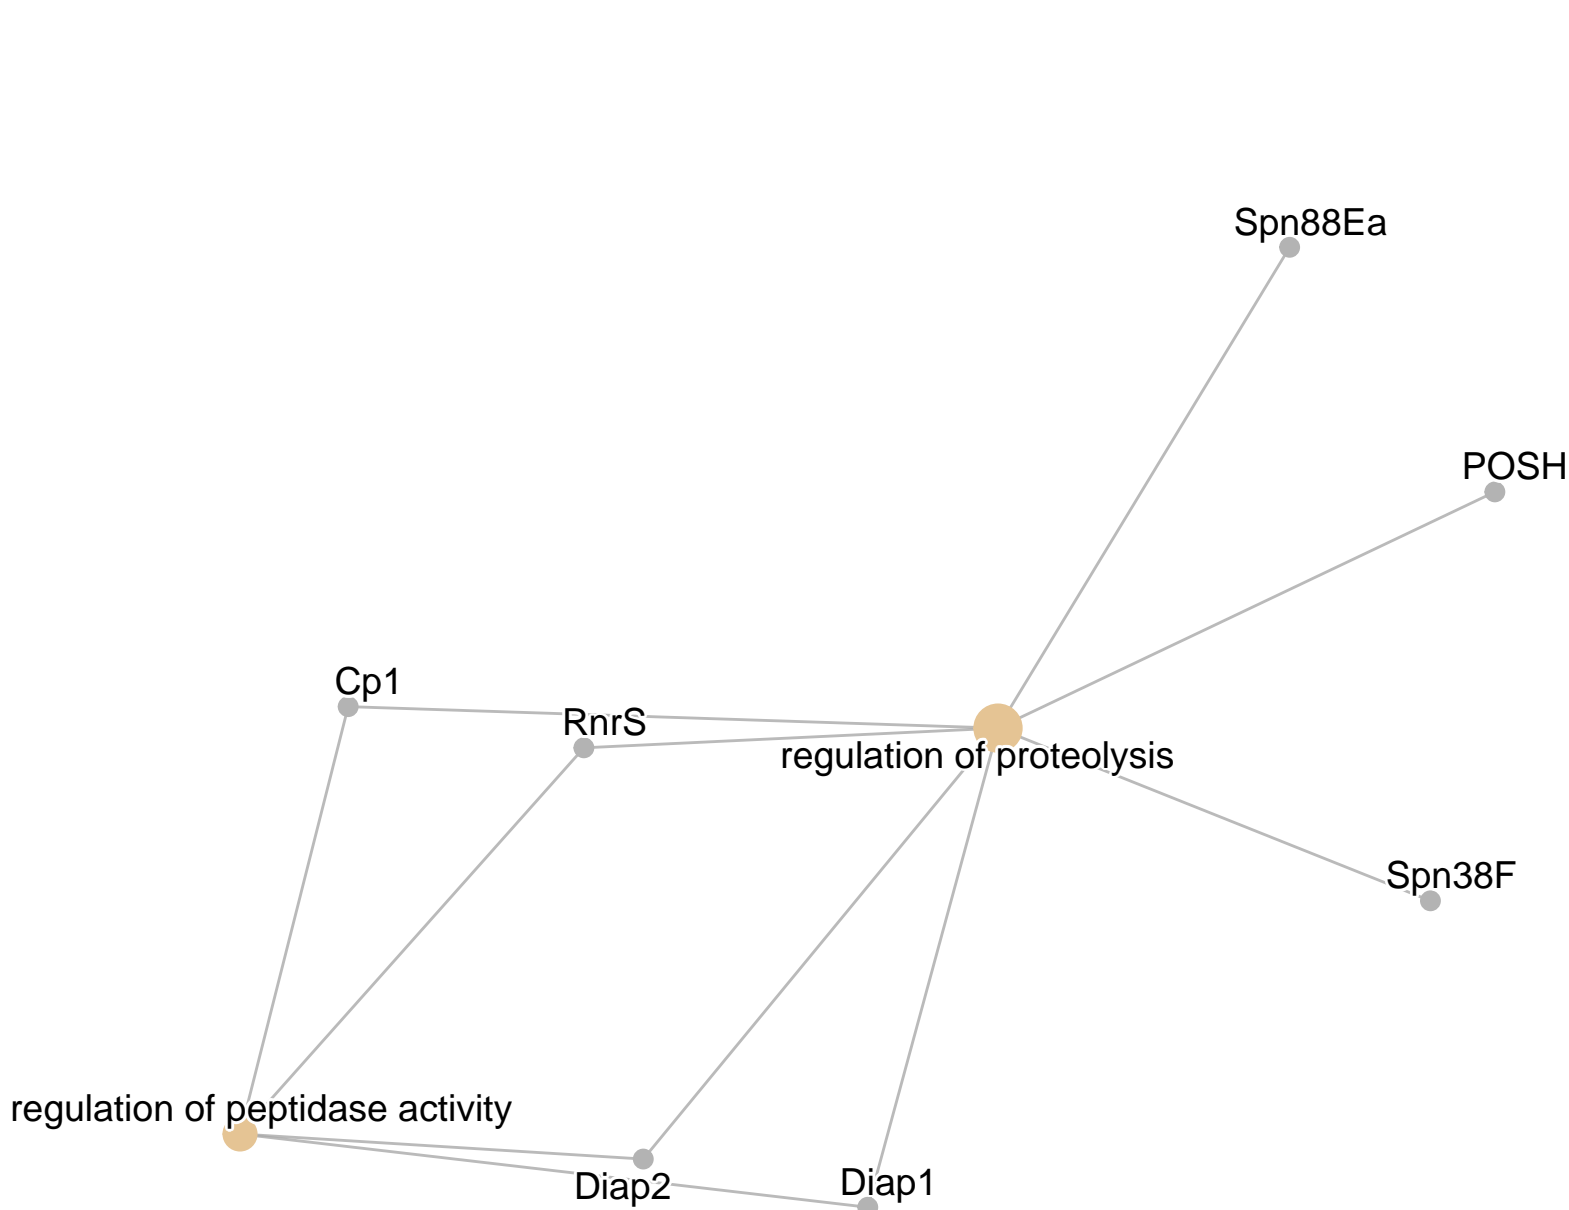 Spn88Ea
POSH
Cp1
RnrS
regulation of proteolysis
Spn38F
regulation of peptidase activity
Diap2
Diap1